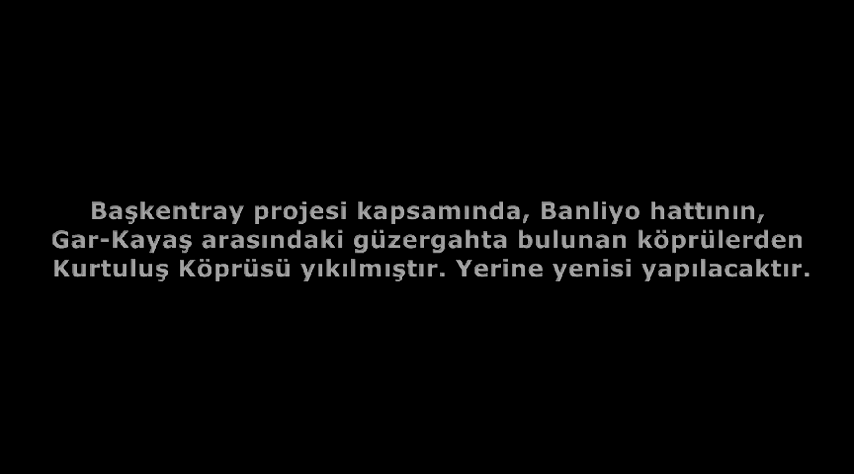 Başkentray projesi kapsamında, Banliyo hattının,
Gar-Kayaş arasındaki güzergahta bulunan köprülerden
Kurtuluş Köprüsü yıkılmıştır. Yerine yenisi yapılacaktır.